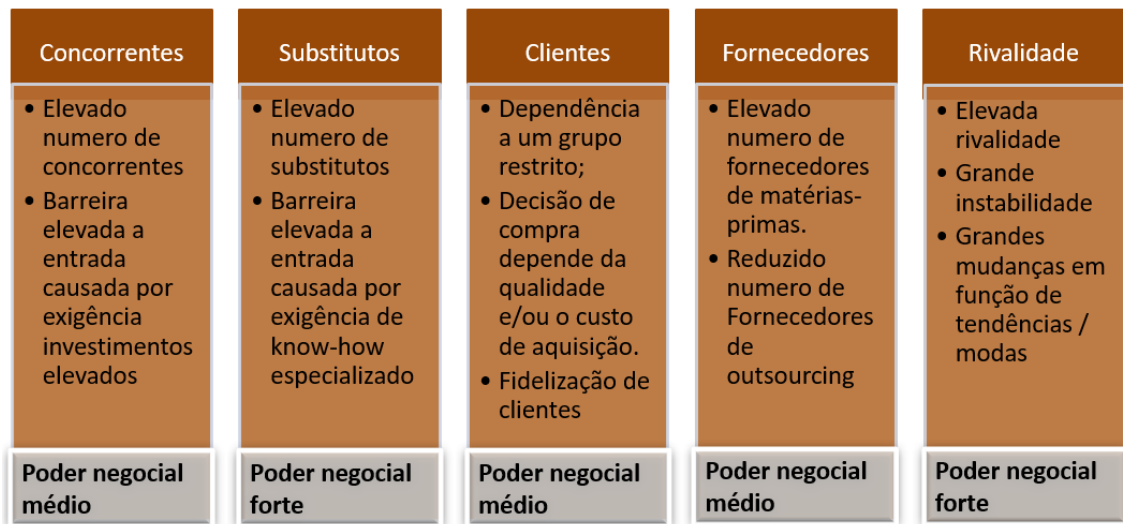 Concorrentes
• Elevado
numero de
concorrentes
• Barreira
elevada a
entrada
causada por
exigência
investimentos
elevados
Poder negocial
médio
Substitutos
• Elevado
numero de
substitutos
• Barreira
elevada a
entrada
causada por
exigência de
know-how
especializado
Poder negocial
forte
Clientes
• Dependência
a um grupo
restrito;
• Decisão de
compra
depende da
qualidade
e/ou o custo
de aquisição.
• Fidelização de
clientes
Poder negocial
médio
Fornecedores
• Elevado
numero de
fornecedores
de matérias-
primas.
• Reduzido
numero de
Fornecedores
de
outsourcing
Poder negocial
médio
Rivalidade
• Elevada
rivalidade
• Grande
instabilidade
• Grandes
mudanças em
função de
tendências /
modas
Poder negocial
forte